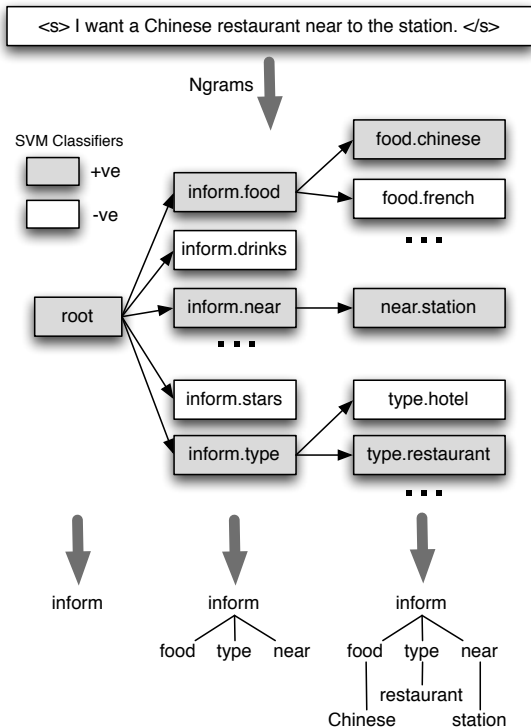 <s> I want a Chinese restaurant near to the station. </s>
Ngrams
SVM Classifiers
+ve
-ve
food.chinese
inform.food
food.french
...
inform.drinks
root
inform.near
near.station
...
inform.stars
type.hotel
inform.type
type.restaurant
...
inform
inform
inform
food type near
food type near
restaurant
Chinese station